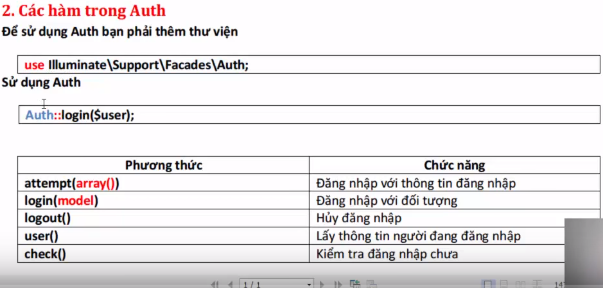 2. Các hàm trong Auth
Để sử dụng Auth bạn phải thêm thư viện
use Illuminate\Support\Facades\Auth;
Sử dụng Auth
Auth::login($user);
Phương thức Chức năng
attempt(array()) Đăng nhập với thông tin đăng nhập
login(model) Đăng nhập với đối tượng
logout() Hủy đăng nhập
user() Lấy thông tin người đang đăng nhập
check() Kiểm tra đăng nhập chưa
1 / 1